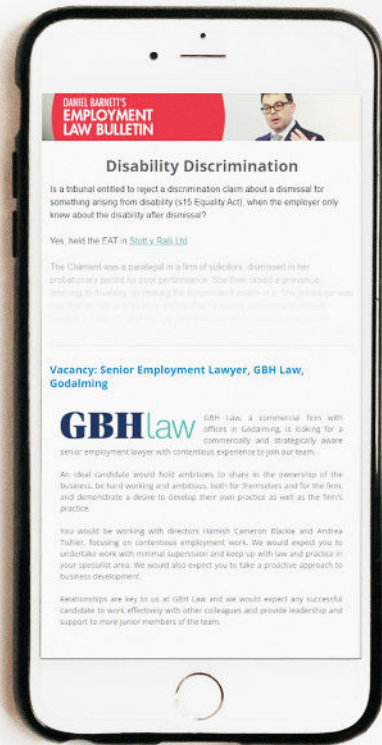 DANIEL BARNETT'S
EMPLOYMENT
LAW BULLETIN
Disability Discrimination
Is a tribunal entitled to reject a discrimination claim about a dismissal for
something arising from disability (s15 Equality Act), when the employer only
knew about the disability after dismissal?
Yes, held the EAT in Stott v Ralli Ltd
The Claimant was a paralegal in a firm of solicitors, dismissed in her
probationary period for poor performance. She then raised a grievance
referring to disability,
Vacancy: Senior Employment Lawyer, GBH Law,
Godalming
GBHlaw
GBH Law, a commercial firm with
offices in Godalming, is looking for a
commercially and strategically aware
senior employment lawyer with contentious experience to join our team.
An ideal candidate would hold ambitions to share in the ownership of the
business, be hard working and ambitious, both for themselves and for the firm,
and demonstrate a desire to develop their own practice as well as the firm's
practice.
You would be working with directors Hamish Cameron Blackie and Andrea
Tishler, focusing on contentious employment work. We would expect you to
undertake work with minimal supervision and keep up with law and practice in
your specialist area. We would also expect you to take a proactive approach to
business development.
Relationships are key to us at GBH Law and we would expect any successful
candidate to work effectively with other colleagues and provide leadership and
support to more junior members of the team.